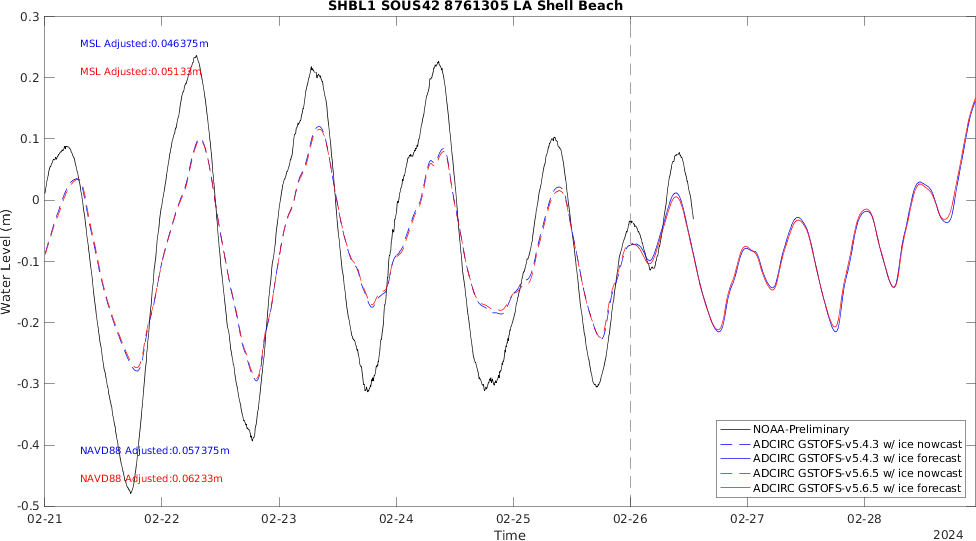 SHBL1 SOUS42 8761305 LA Shell Beach
0.3
0.2
0.1
0
-0.1
-0.2
-0.3
-0.4
-0.5
Water Level (m)
MSL Adjusted:0.046375m
MSL Adjusted:0.05133m
NAVD88 Adjusted:0.057375m
NAVD88 Adjusted:0.06233m
NOAA-Preliminary
ADCIRC GSTOFS-v5.4.3 w/ ice nowcast
ADCIRC GSTOFS-v5.4.3 w/ ice forecast
ADCIRC GSTOFS-v5.6.5 w/ ice nowcast
ADCIRC GSTOFS-v5.6.5 w/ ice forecast
02-21 02-22 02-23 02-24 02-25 02-26 02-27 02-28
Time
2024